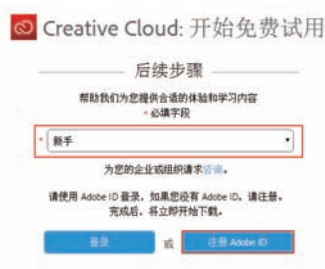 Creative Cloud: 开始免费试用
后续步骤
帮助我们为您提供合适的体验和学习内容
*必填字段
* 新手
为您的企业或组织请求咨询。
请使用 Adobe ID 登录,如果您没有 Adobe ID,请注册。
完成后,将立即开始下载。
登录 或 注册 Adobe ID